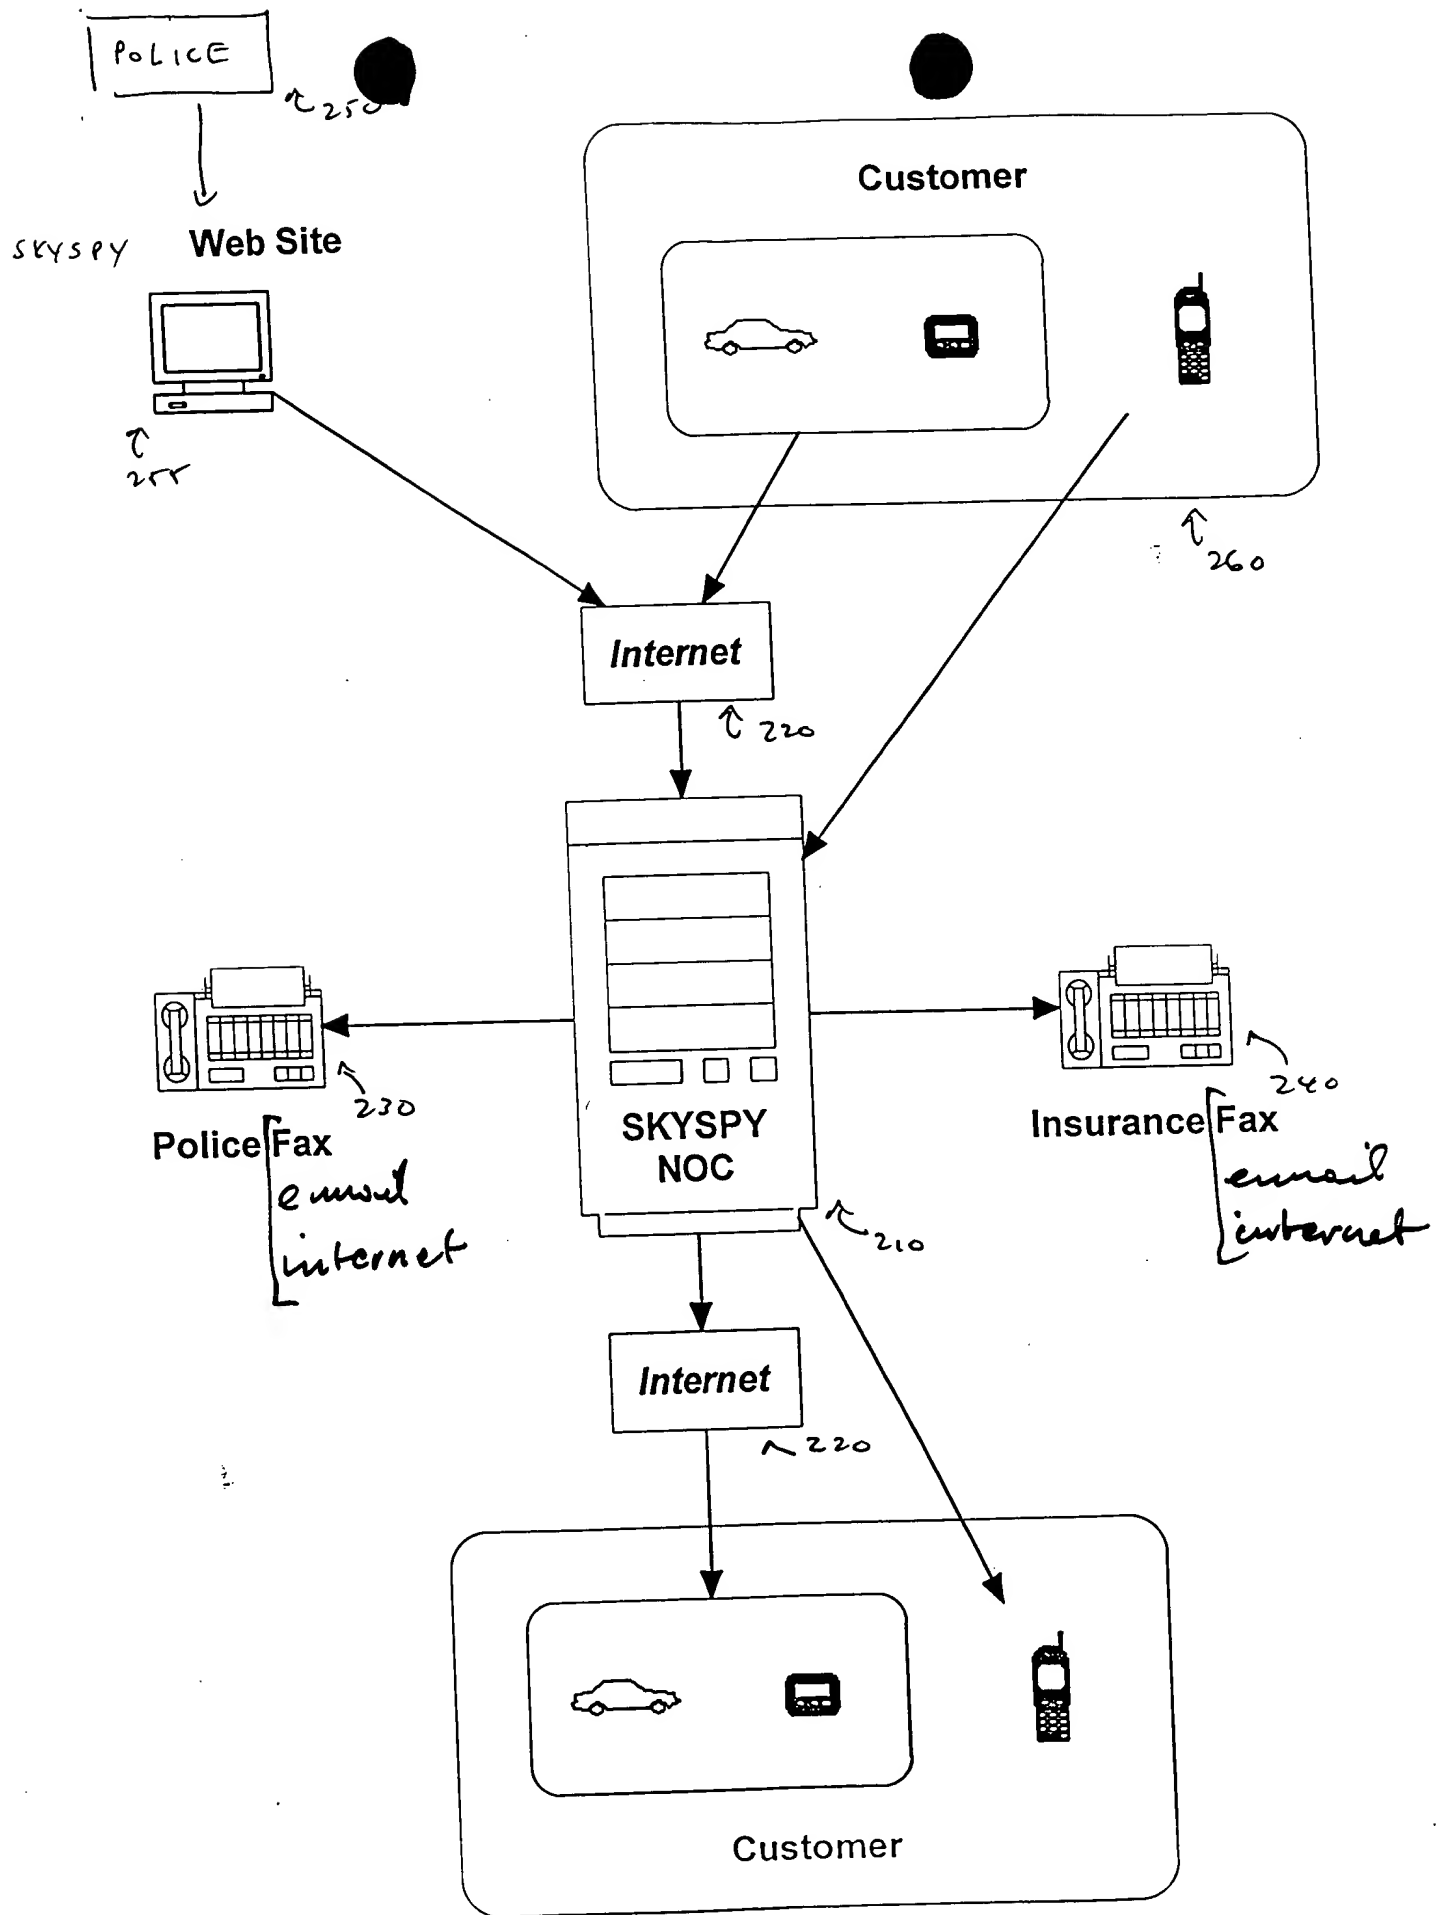 POLICE
250
Customer
SKYSPY Web Site
255
260
Internet
220
230
240
Police Fax
email
internet
Insurance Fax
email
internet
SKYSPY
NOC
210
Internet
220
Customer